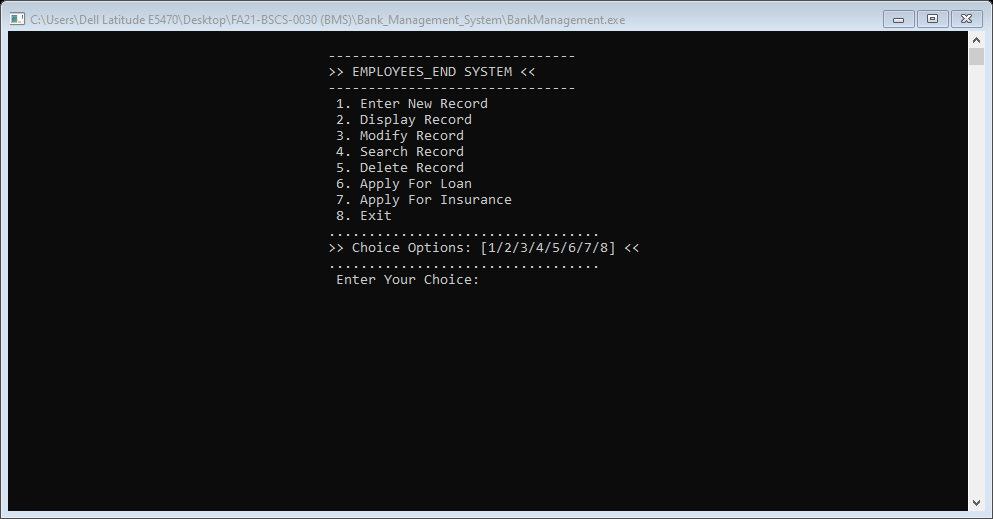 C:\Users\Dell Latitude E5470\Desktop\FA21-BSCS-0030 (BMS)\Bank_Management_System\BankManagement.exe
-------------------------------
>> EMPLOYEES_END SYSTEM <<
-------------------------------
1. Enter New Record
2. Display Record
3. Modify Record
4. Search Record
5. Delete Record
6. Apply For Loan
7. Apply For Insurance
8. Exit
..................................
>> Choice Options: [1/2/3/4/5/6/7/8] <<
..................................
Enter Your Choice: